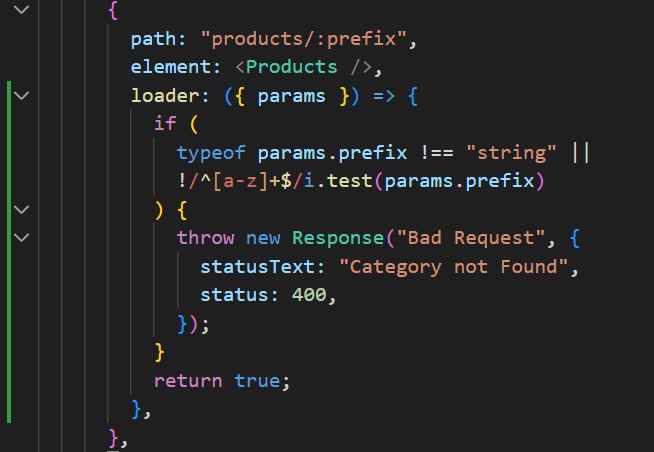 {
path: "products/:prefix",
element: <Products />,
loader: ({ params }) => {
if (
typeof params.prefix !== "string" ||
!/^[a-z]+$/i.test(params.prefix)
) {
throw new Response("Bad Request", {
statusText: "Category not Found",
status: 400,
});
}
return true;
},
},